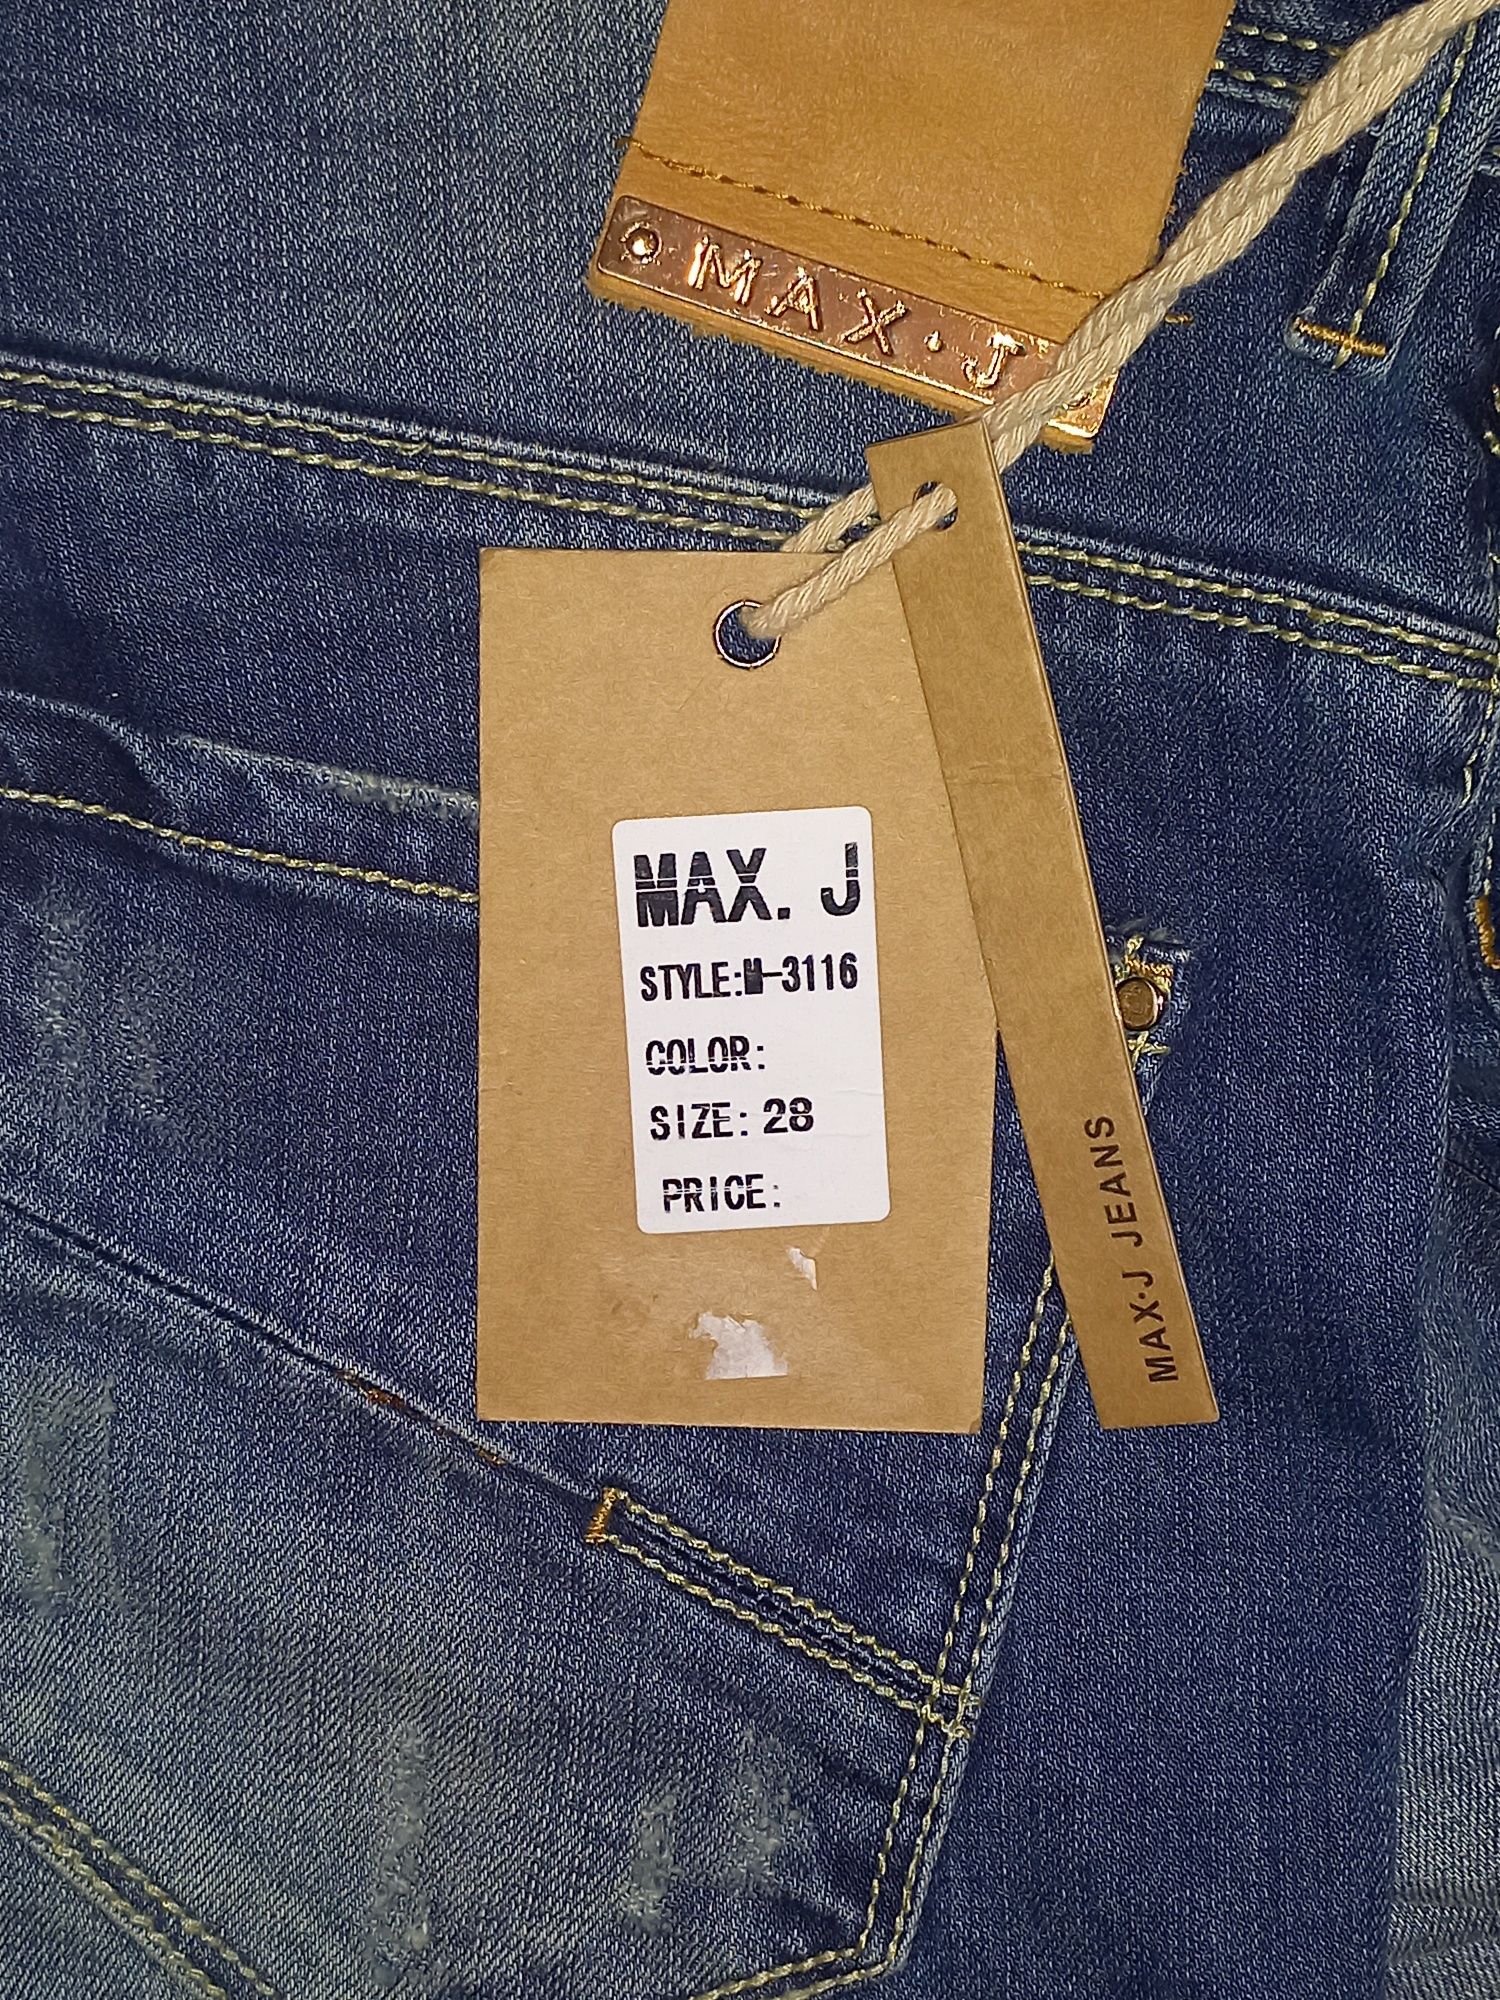 MAX·J
MAX. J
STYLE:M-3116
COLOR:
SIZE: 28
PRICE:
MAX·J JEANS